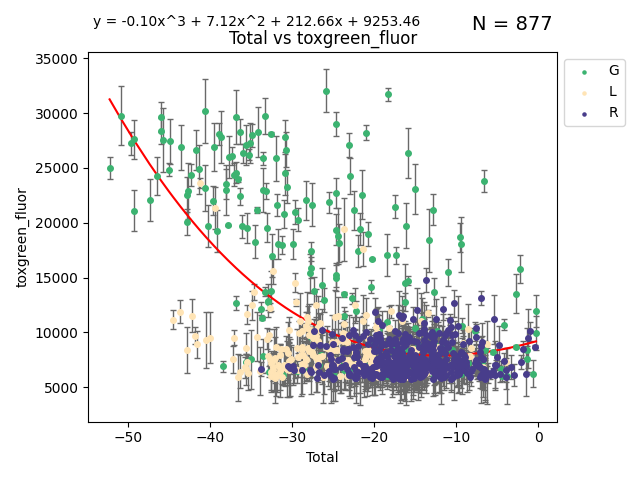 y = -0.10x^3 + 7.12x^2 + 212.66x + 9253.46
N = 877
Total vs toxgreen_fluor
35000
30000
25000
20000
15000
10000
5000
toxgreen_fluor
−50
−40
−30
−20
−10
0
Total
G
L
R